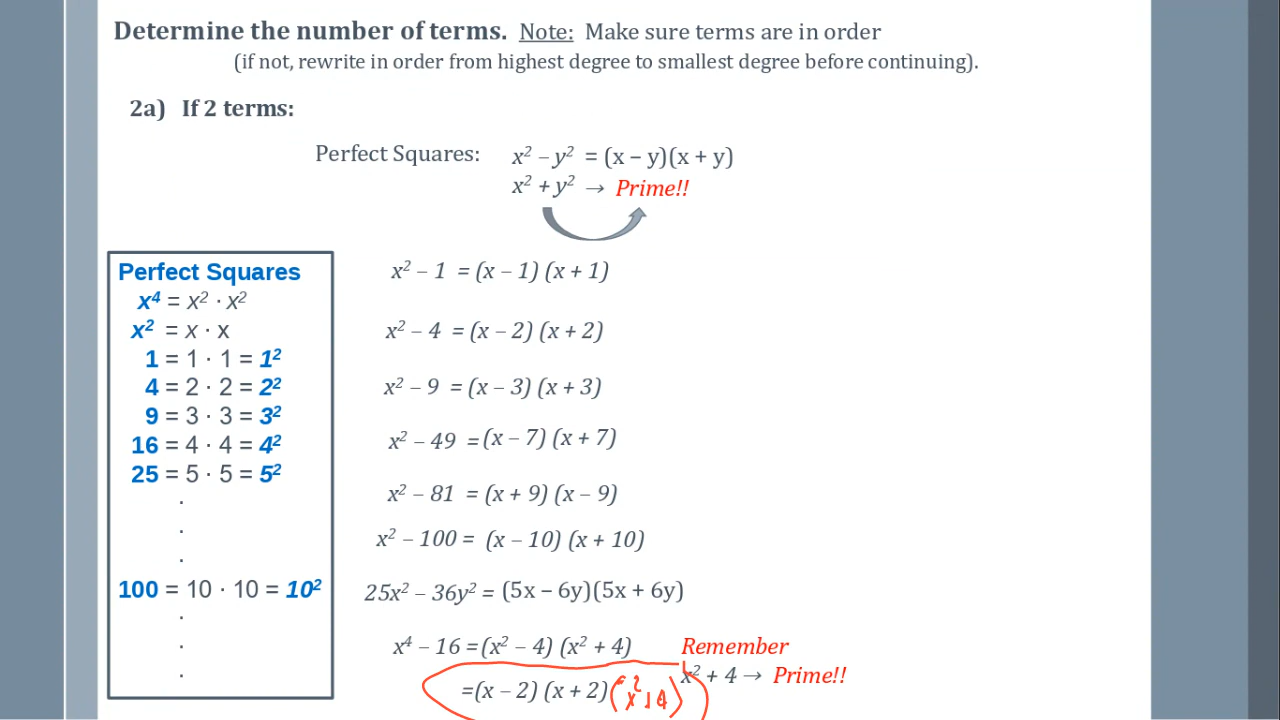 Determine the number of terms. Note: Make sure terms are in order
(if not, rewrite in order from highest degree to smallest degree before continuing).
2a) If 2 terms:
Perfect Squares: x² – y² = (x – y)(x + y)
x² + y² → Prime!!
Perfect Squares
x⁴ = x² · x²
x² = x · x
1 = 1 · 1 = 1²
4 = 2 · 2 = 2²
9 = 3 · 3 = 3²
16 = 4 · 4 = 4²
25 = 5 · 5 = 5²
.
.
.
100 = 10 · 10 = 10²
.
.
.
x² – 1 = (x – 1) (x + 1)
x² – 4 = (x – 2) (x + 2)
x² – 9 = (x – 3) (x + 3)
x² – 49 = (x – 7) (x + 7)
x² – 81 = (x + 9) (x – 9)
x² – 100 = (x – 10) (x + 10)
25x² – 36y² = (5x – 6y)(5x + 6y)
x⁴ – 16 = (x² – 4) (x² + 4)
= (x – 2) (x + 2) (x² + 4)
Remember
x² + 4 → Prime!!